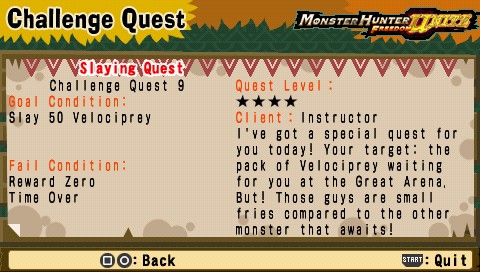 Challenge Quest
MONSTER HUNTER
FREEDOM UNITE
Slaying Quest
Challenge Quest 9
Goal Condition:
Slay 50 Velociprey
Fail Condition:
Reward Zero
Time Over
Quest Level:
★★★★
Client: Instructor
I've got a special quest for
you today! Your target: the
pack of Velociprey waiting
for you at the Great Arena.
But! Those guys are small
fries compared to the other
monster that awaits!
: Back
START : Quit